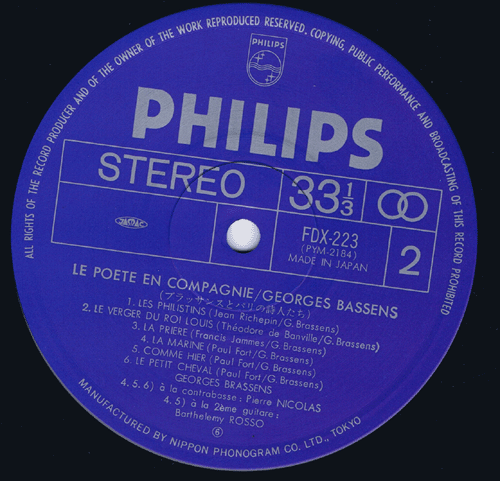 ALL RIGHTS OF THE RECORD PRODUCER AND OF THE OWNER OF THE WORK REPRODUCED RESERVED. COPYING, PUBLIC PERFORMANCE AND BROADCASTING OF THIS RECORD PROHIBITED
PHILIPS
PHILIPS
STEREO
33 1/3
FDX-223
(PYM-2184)
MADE IN JAPAN
2
LE POETE EN COMPAGNIE/GEORGES BASSENS
(ブラッサンスとパリの詩人たち)
1. LES PHILISTINS (Jean Richepin/G. Brassens)
2. LE VERGER DU ROI LOUIS (Théodore de Banville/G. Brassens)
3. LA PRIERE (Francis Jammes/G. Brassens)
4. LA MARINE (Paul Fort/G. Brassens)
5. COMME HIER (Paul Fort/G. Brassens)
6. LE PETIT CHEVAL (Paul Fort/G. Brassens)
GEORGES BRASSENS
4. 5. 6) à la contrabasse: Pierre NICOLAS
4. 5) à la 2ème guitare:
Barthelemy ROSSO
6
MANUFACTURED BY NIPPON PHONOGRAM CO. LTD., TOKYO